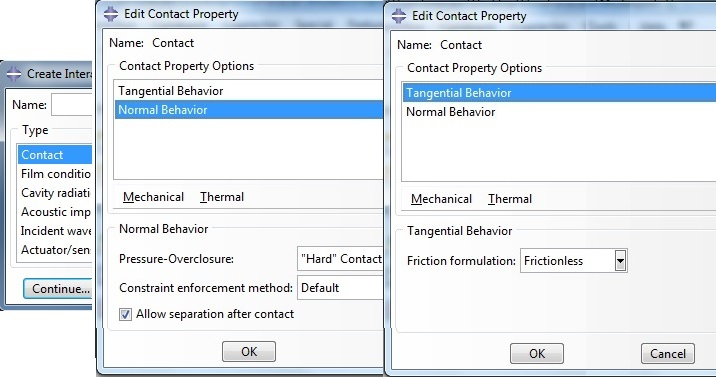 Create Intera
Name:
Type
Contact
Film conditio
Cavity radiati
Acoustic imp
Incident wave
Actuator/sens
Continue...
Edit Contact Property
Name: Contact
Contact Property Options
Tangential Behavior
Normal Behavior
Mechanical Thermal
Normal Behavior
Pressure-Overclosure: "Hard" Contact
Constraint enforcement method: Default
Allow separation after contact
OK
Edit Contact Property
Name: Contact
Contact Property Options
Tangential Behavior
Normal Behavior
Mechanical Thermal
Tangential Behavior
Friction formulation: Frictionless
OK Cancel